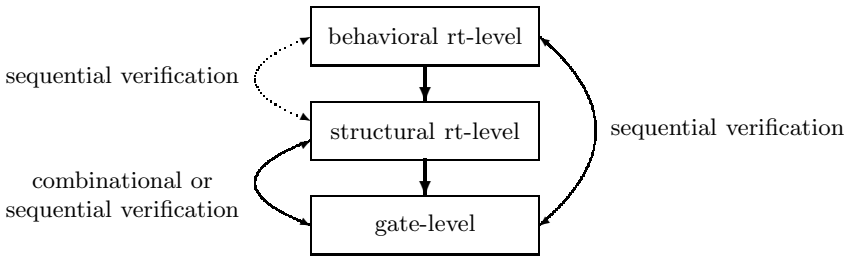 behavioral rt-level
sequential verification
structural rt-level
sequential verification
combinational or
sequential verification
gate-level